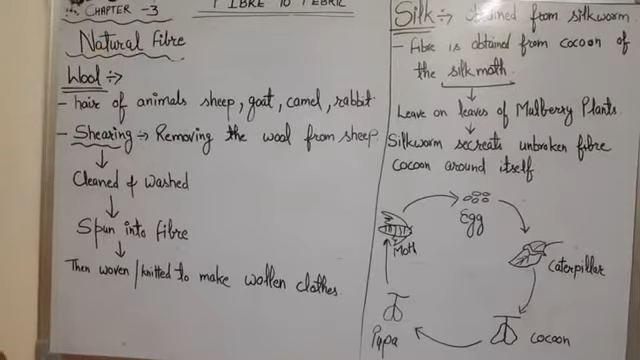 CHAPTER -3
FIBRE TO FEBRIC
Natural Fibre
Wool :->
- hair of animals sheep, goat, camel, rabbit
- Shearing → Removing the wool from sheep
Cleaned & washed
Spun into fibre
Then woven / knitted to make wollen clothes
Silk :-> obtained from silkworm
- Fibre is obtained from cocoon of
the silkmoth.
Leave on leaves of Mulberry Plants.
Silkworm secreats unbroken fibre
cocoon around itself
Egg
Caterpillar
Cocoon
Pupa
Moth